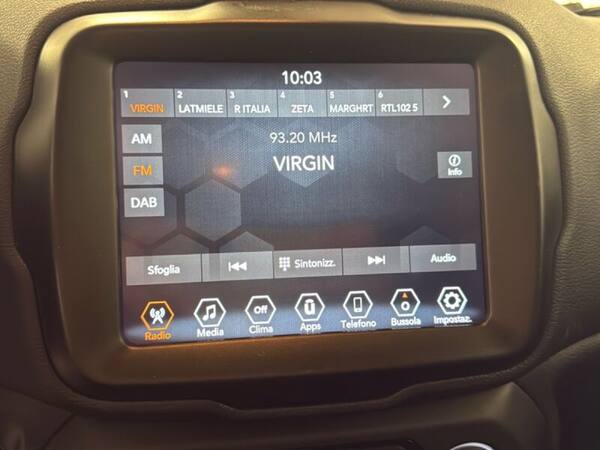 10:03
1 VIRGIN 2 LATMIELE 3 R ITALIA 4 ZETA 5 MARGHRT 6 RTL102 5
AM
93.20 MHz
FM
VIRGIN
Info
DAB
Sfoglia Sintonizz. Audio
Off
Radio Media Clima Apps Telefono Bussola Impostaz.